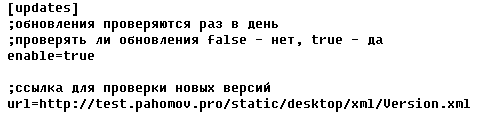 [updates]
;обновления проверяются раз в день
;проверять ли обновления false - нет, true - да
enable=true
;ссылка для проверки новых версий
url=http://test.pahomov.pro/static/desktop/xml/Version.xml